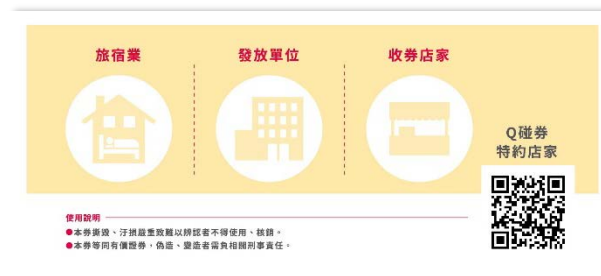 旅宿業
發放單位
收券店家
Q碰券
特約店家
使用說明
●本券撕毀、汙損嚴重致難以辨認者不得使用、核銷。
●本券等同有價證券，偽造、變造者需負相關刑事責任。